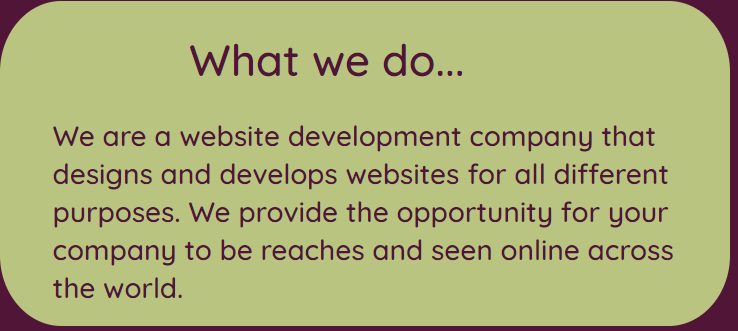 What we do...
We are a website development company that
designs and develops websites for all different
purposes. We provide the opportunity for your
company to be reaches and seen online across
the world.